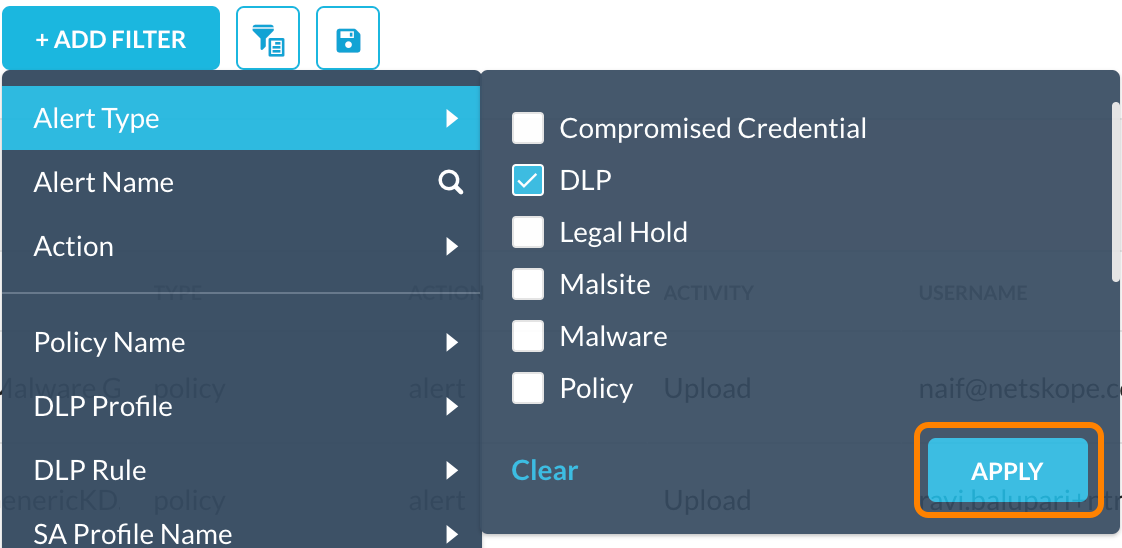 + ADD FILTER
Alert Type
Alert Name
Action
Policy Name
DLP Profile
DLP Rule
SA Profile Name
Compromised Credential
DLP
Legal Hold
Malsite
Malware
Policy
Clear
APPLY
TYPE ACTION ACTIVITY USERNAME
Malware.G policy alert Upload naif@netskope.c
enericKD policy alert Upload ravi.balupari+